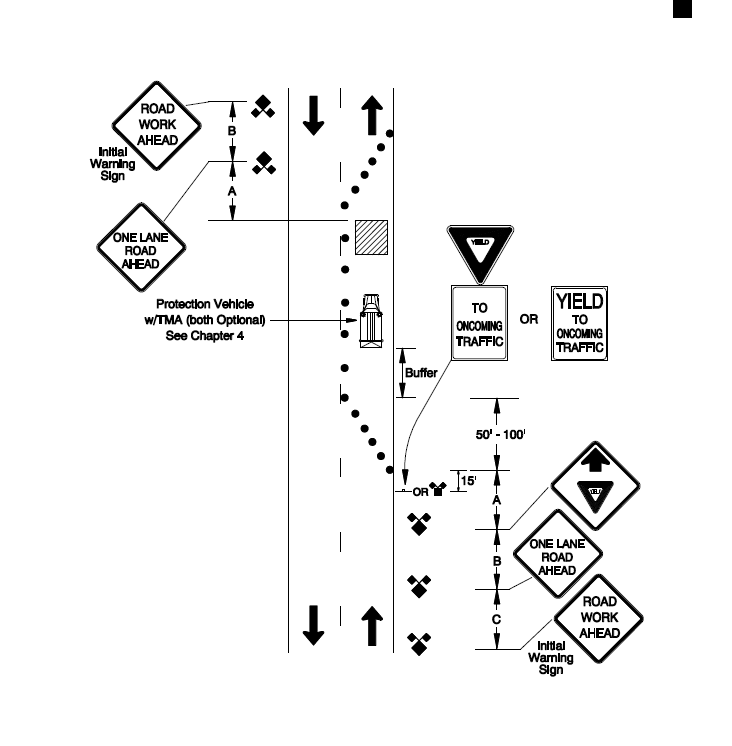 ROAD
WORK
AHEAD
B
Initial
Warning
Sign
A
ONE LANE
ROAD
AHEAD
YIELD
TO
ONCOMING
TRAFFIC
OR
YIELD
TO
ONCOMING
TRAFFIC
Protection Vehicle
w/TMA (both Optional)
See Chapter 4
Buffer
50' - 100'
15'
OR
A
YIELD
B
ONE LANE
ROAD
AHEAD
C
ROAD
WORK
AHEAD
Initial
Warning
Sign